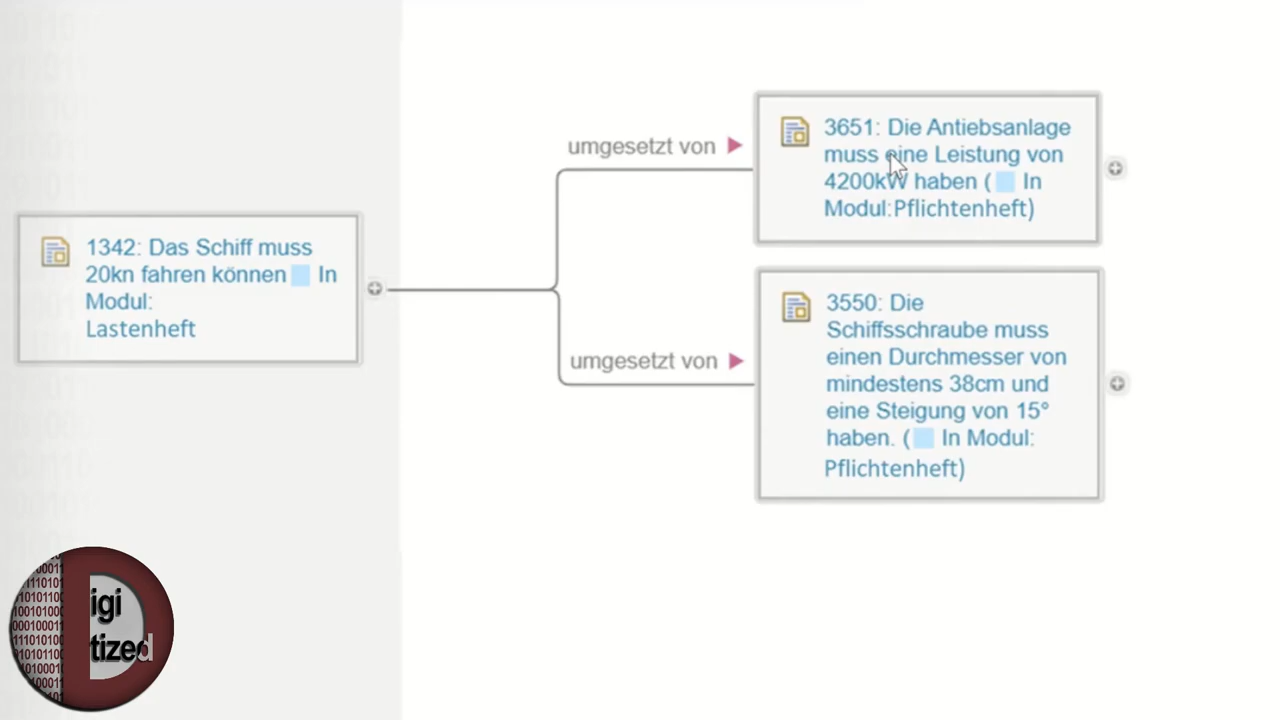 1342: Das Schiff muss
20kn fahren können In
Modul:
Lastenheft
umgesetzt von
3651: Die Antiebsanlage
muss eine Leistung von
4200kW haben ( In
Modul:Pflichtenheft)
umgesetzt von
3550: Die
Schiffsschraube muss
einen Durchmesser von
mindestens 38cm und
eine Steigung von 15°
haben. ( In Modul:
Pflichtenheft)
igi
tized